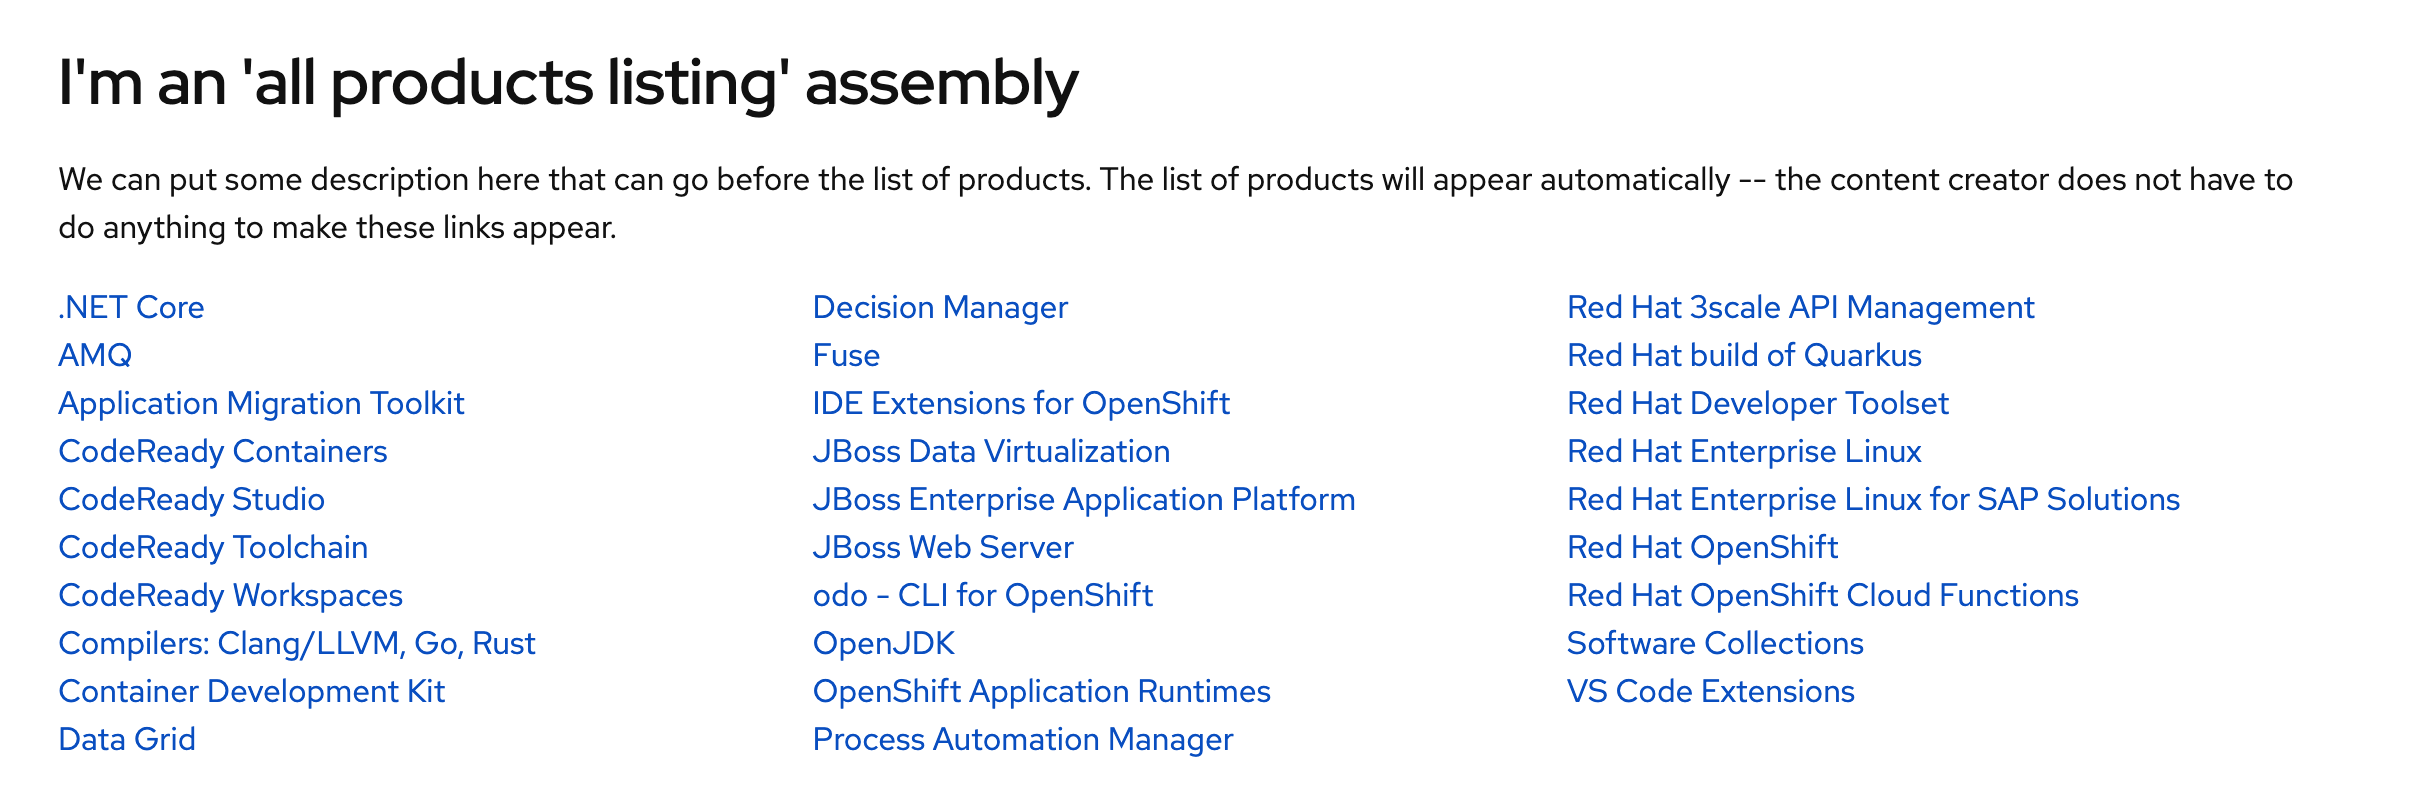 I'm an 'all products listing' assembly
We can put some description here that can go before the list of products. The list of products will appear automatically -- the content creator does not have to
do anything to make these links appear.
.NET Core
AMQ
Application Migration Toolkit
CodeReady Containers
CodeReady Studio
CodeReady Toolchain
CodeReady Workspaces
Compilers: Clang/LLVM, Go, Rust
Container Development Kit
Data Grid
Decision Manager
Fuse
IDE Extensions for OpenShift
JBoss Data Virtualization
JBoss Enterprise Application Platform
JBoss Web Server
odo - CLI for OpenShift
OpenJDK
OpenShift Application Runtimes
Process Automation Manager
Red Hat 3scale API Management
Red Hat build of Quarkus
Red Hat Developer Toolset
Red Hat Enterprise Linux
Red Hat Enterprise Linux for SAP Solutions
Red Hat OpenShift
Red Hat OpenShift Cloud Functions
Software Collections
VS Code Extensions